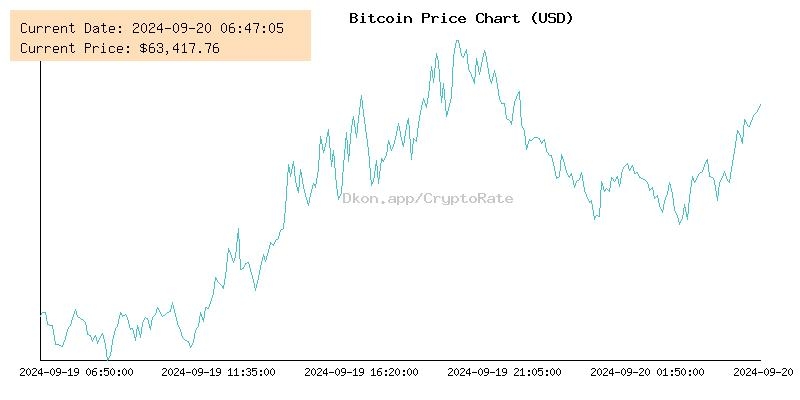 Bitcoin Price Chart (USD)
Current Date: 2024-09-20 06:47:05
Current Price: $63,417.76
Dkon.app/CryptoRate
2024-09-19 06:50:00 2024-09-19 11:35:00 2024-09-19 16:20:00 2024-09-19 21:05:00 2024-09-20 01:50:00 2024-09-20